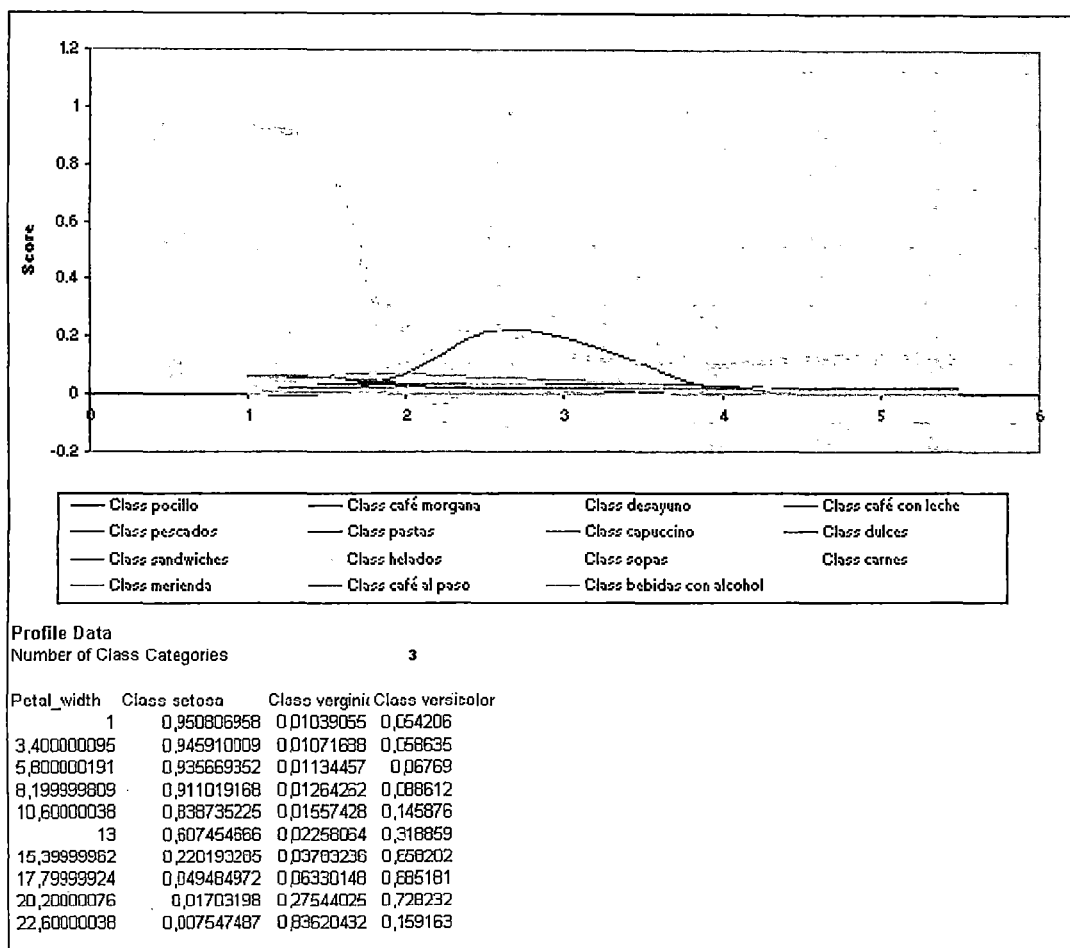 1.2
1
0.8
0.6
0.4
0.2
0
-0.2
Score
0 1 2 3 4 5 6
Class pocillo Class café morgana Class desayuno Class café con leche
Class pescados Class pastas Class capuccino Class dulces
Class sandwiches Class helados Class sopas Class carnes
Class merienda Class café al paso Class bebidas con alcohol
Profile Data
Number of Class Categories 3
Petal_width Class setosa Class verginic Class versicolor
1 0,950806958 0,01039055 0,054206
3,400000095 0,945910009 0,01071688 0,058635
5,800000191 0,935669352 0,01134457 0,06769
8,199999809 0,911019168 0,01264262 0,088612
10,60000038 0,838735225 0,01557428 0,145876
13 0,607454666 0,02258064 0,318859
15,39999962 0,220193265 0,03783236 0,658202
17,79999924 0,049484972 0,06330148 0,885181
20,20000076 0,01703198 0,27544025 0,728232
22,60000038 0,007547487 0,83620432 0,159163